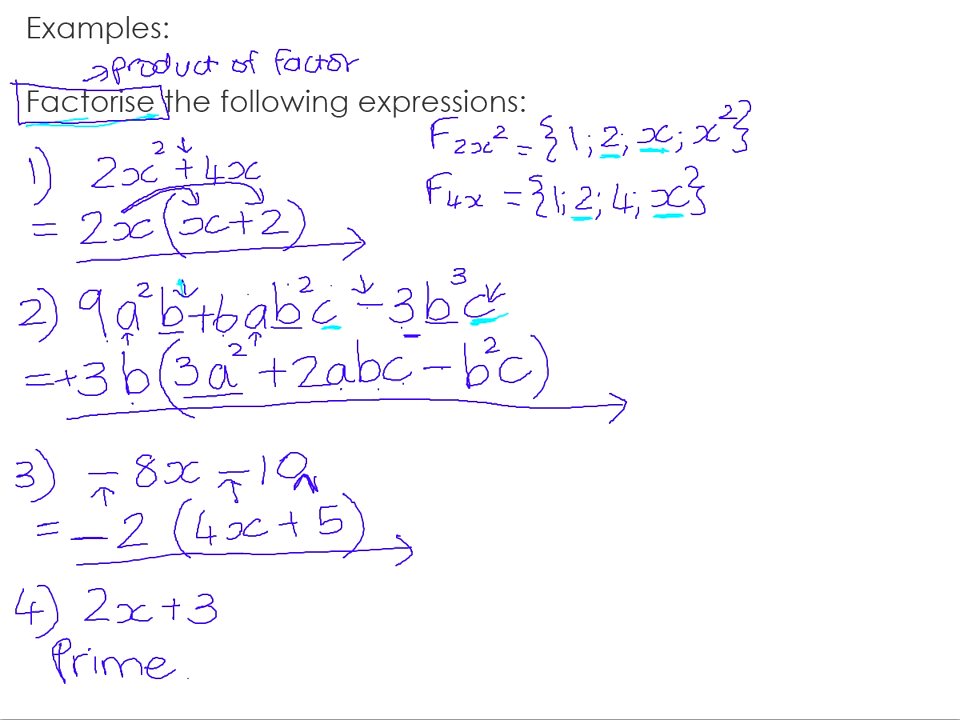 Examples:
→ product of factor
Factorise the following expressions:
F₂ₓ² = {1; 2; x; x²}
1) 2x² + 4x
F₄ₓ = {1; 2; 4; x²}
= 2x(x+2)
2) 9a²b + 6ab²c - 3b³c
= +3b(3a² + 2abc - b²c)
3) - 8x - 10
= - 2 (4x + 5)
4) 2x + 3
Prime.